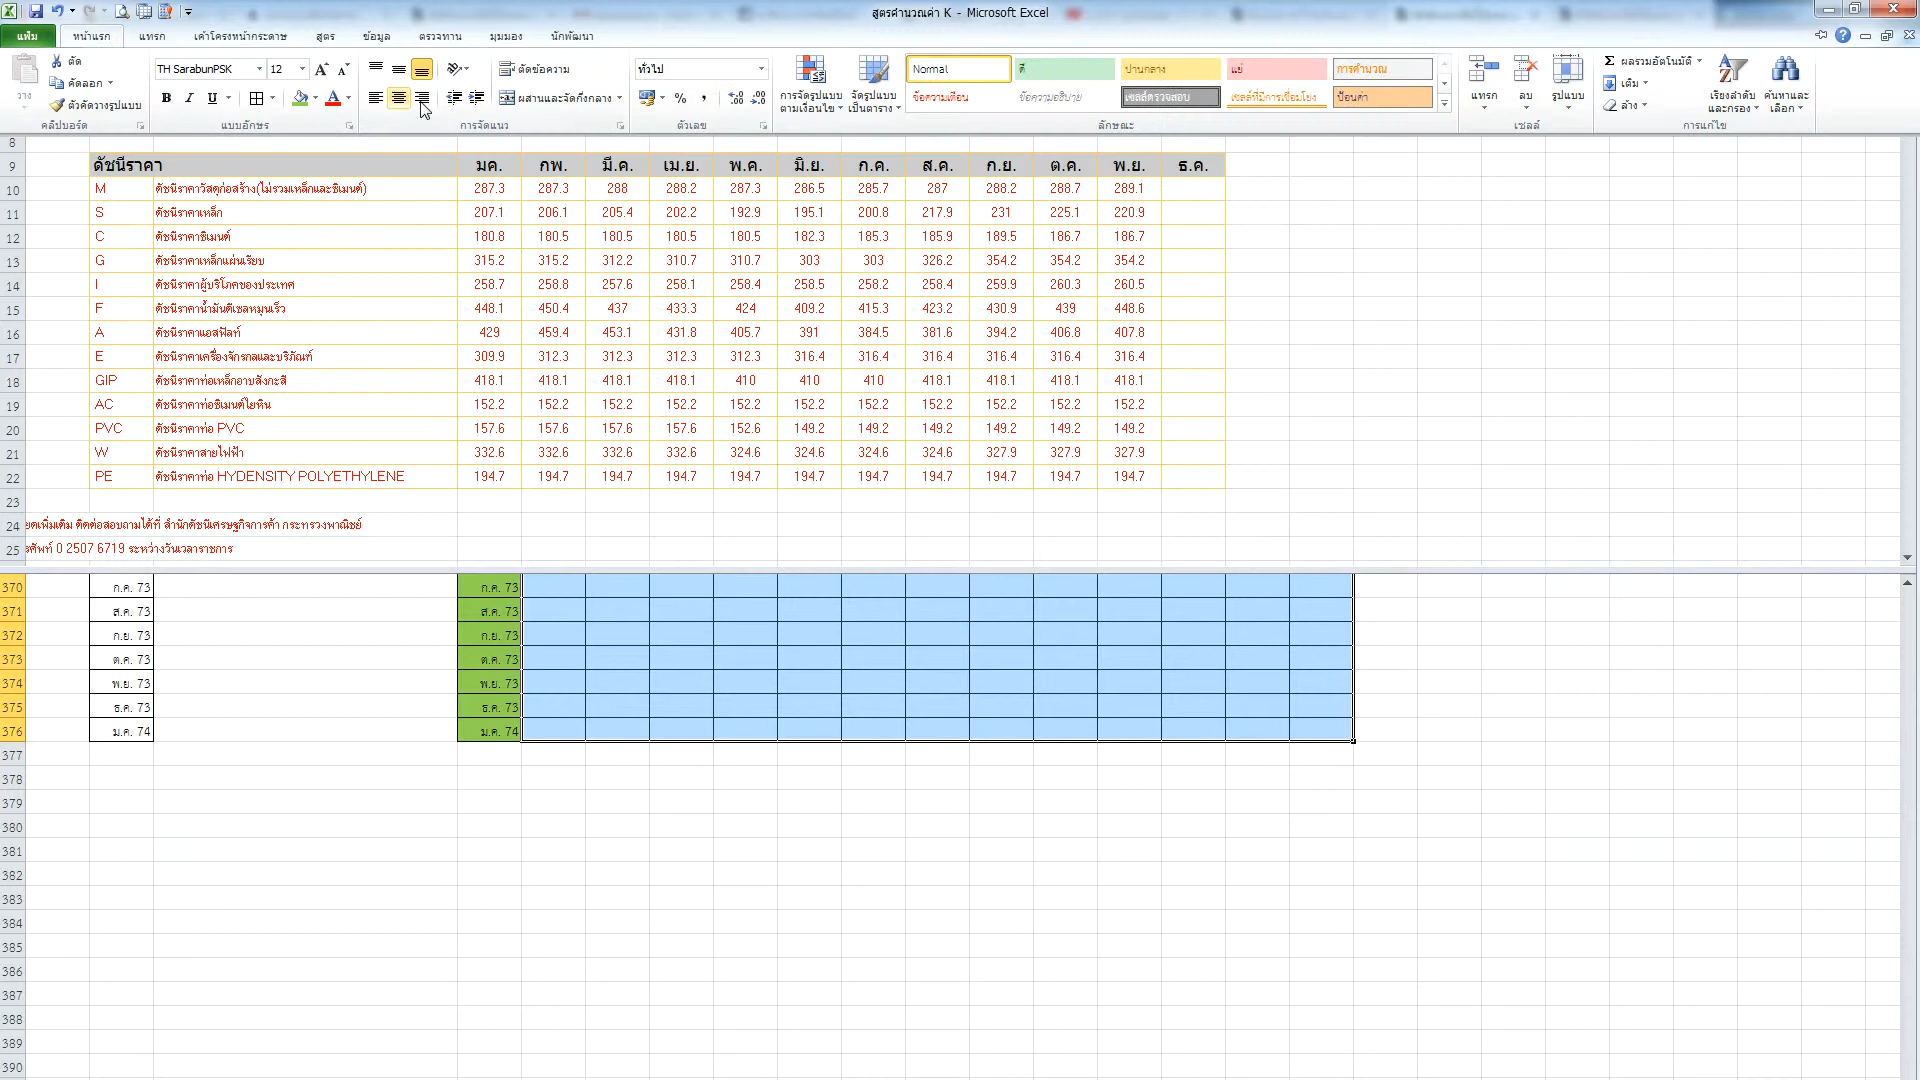 สูตรคำนวณค่า K - Microsoft Excel
แฟ้ม หน้าแรก แทรก เค้าโครงหน้ากระดาษ สูตร ข้อมูล ตรวจทาน มุมมอง นักพัฒนา
วาง ตัด TH SarabunPSK 12 ตัดข้อความ ทั่วไป การจัดรูปแบบตามเงื่อนไข จัดรูปแบบเป็นตาราง Normal ดี ปานกลาง แย่ การคำนวณ แทรก ลบ รูปแบบ ผลรวมอัตโนมัติ เรียงลำดับและกรอง ค้นหาและเลือก
คัดลอก เติม
ตัวคัดวางรูปแบบ B I U ผสานและจัดกึ่งกลาง % , ข้อความเตือน ข้อความอธิบาย เซลล์ตรวจสอบ เซลล์ที่มีการเชื่อมโยง ป้อนค่า ล้าง
คลิปบอร์ด แบบอักษร การจัดแนว ตัวเลข ลักษณะ เซลล์ การแก้ไข
8
9 ดัชนีราคา มค. กพ. มี.ค. เม.ย. พ.ค. มิ.ย. ก.ค. ส.ค. ก.ย. ต.ค. พ.ย. ธ.ค.
10 M ดัชนีราคาวัสดุก่อสร้าง(ไม่รวมเหล็กและซิเมนต์) 287.3 287.3 288 288.2 287.3 286.5 285.7 287 288.2 288.7 289.1
11 S ดัชนีราคาเหล็ก 207.1 206.1 205.4 202.2 192.9 195.1 200.8 217.9 231 225.1 220.9
12 C ดัชนีราคาซิเมนต์ 180.8 180.5 180.5 180.5 180.5 182.3 185.3 185.9 189.5 186.7 186.7
13 G ดัชนีราคาเหล็กแผ่นเรียบ 315.2 315.2 312.2 310.7 310.7 303 303 326.2 354.2 354.2 354.2
14 I ดัชนีราคาผู้บริโภคของประเทศ 258.7 258.8 257.6 258.1 258.4 258.5 258.2 258.4 259.9 260.3 260.5
15 F ดัชนีราคาน้ำมันดีเซลหมุนเร็ว 448.1 450.4 437 433.3 424 409.2 415.3 423.2 430.9 439 448.6
16 A ดัชนีราคาแอสฟัลท์ 429 459.4 453.1 431.8 405.7 391 384.5 381.6 394.2 406.8 407.8
17 E ดัชนีราคาเครื่องจักรกลและบริภัณฑ์ 309.9 312.3 312.3 312.3 312.3 316.4 316.4 316.4 316.4 316.4 316.4
18 GIP ดัชนีราคาท่อเหล็กอาบสังกะสี 418.1 418.1 418.1 418.1 410 410 410 418.1 418.1 418.1 418.1
19 AC ดัชนีราคาท่อซิเมนต์ใยหิน 152.2 152.2 152.2 152.2 152.2 152.2 152.2 152.2 152.2 152.2 152.2
20 PVC ดัชนีราคาท่อ PVC 157.6 157.6 157.6 157.6 152.6 149.2 149.2 149.2 149.2 149.2 149.2
21 W ดัชนีราคาสายไฟฟ้า 332.6 332.6 332.6 332.6 324.6 324.6 324.6 324.6 327.9 327.9 327.9
22 PE ดัชนีราคาท่อ HYDENSITY POLYETHYLENE 194.7 194.7 194.7 194.7 194.7 194.7 194.7 194.7 194.7 194.7 194.7
23
24 ยดเพิ่มเติม ติดต่อสอบถามได้ที่ สำนักดัชนีเศรษฐกิจการค้า กระทรวงพาณิชย์
25 รศัพท์ 0 2507 6719 ระหว่างวันเวลาราชการ
370 ก.ค. 73 ก.ค. 73
371 ส.ค. 73 ส.ค. 73
372 ก.ย. 73 ก.ย. 73
373 ต.ค. 73 ต.ค. 73
374 พ.ย. 73 พ.ย. 73
375 ธ.ค. 73 ธ.ค. 73
376 ม.ค. 74 ม.ค. 74
377
378
379
380
381
382
383
384
385
386
387
388
389
390